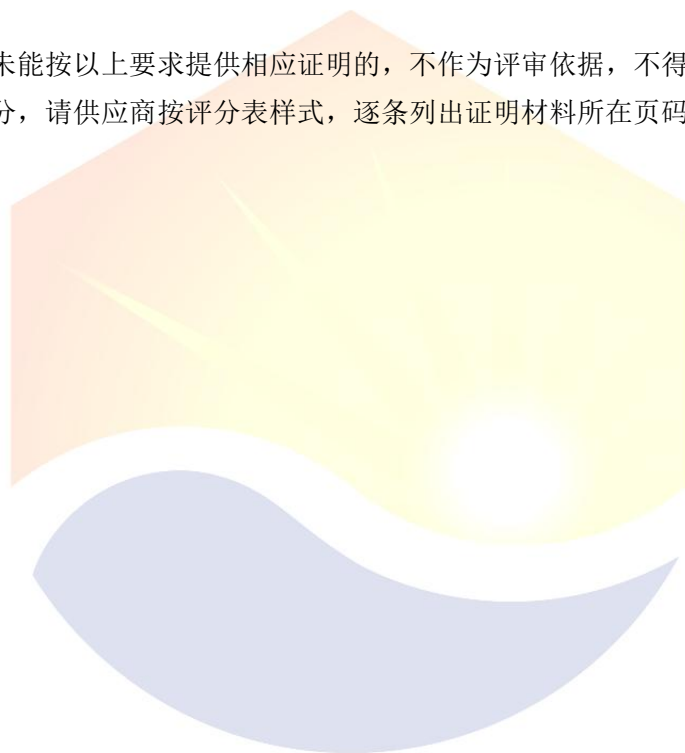 未能按以上要求提供相应证明的，不作为评审依据，不得
分，请供应商按评分表样式，逐条列出证明材料所在页码